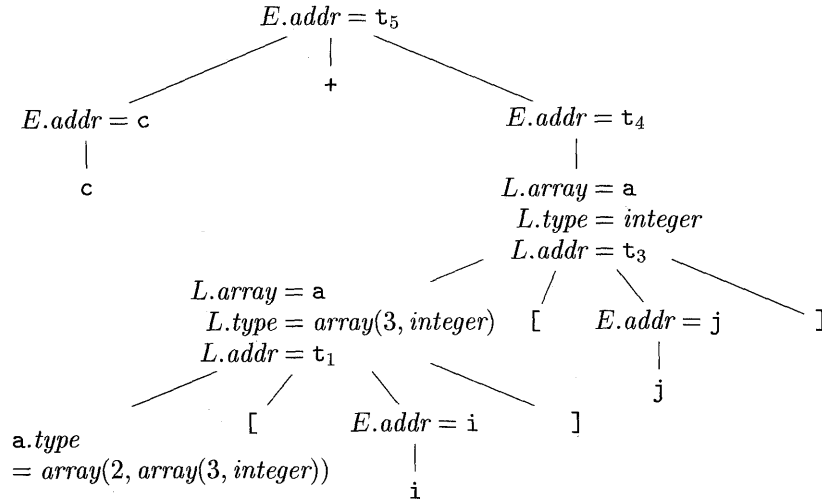 E.addr = t₅
+
E.addr = c
E.addr = t₄
c
L.array = a
L.type = integer
L.addr = t₃
L.array = a
L.type = array(3, integer)
L.addr = t₁
[
E.addr = j
]
j
a.type
= array(2, array(3, integer))
[
E.addr = i
]
i